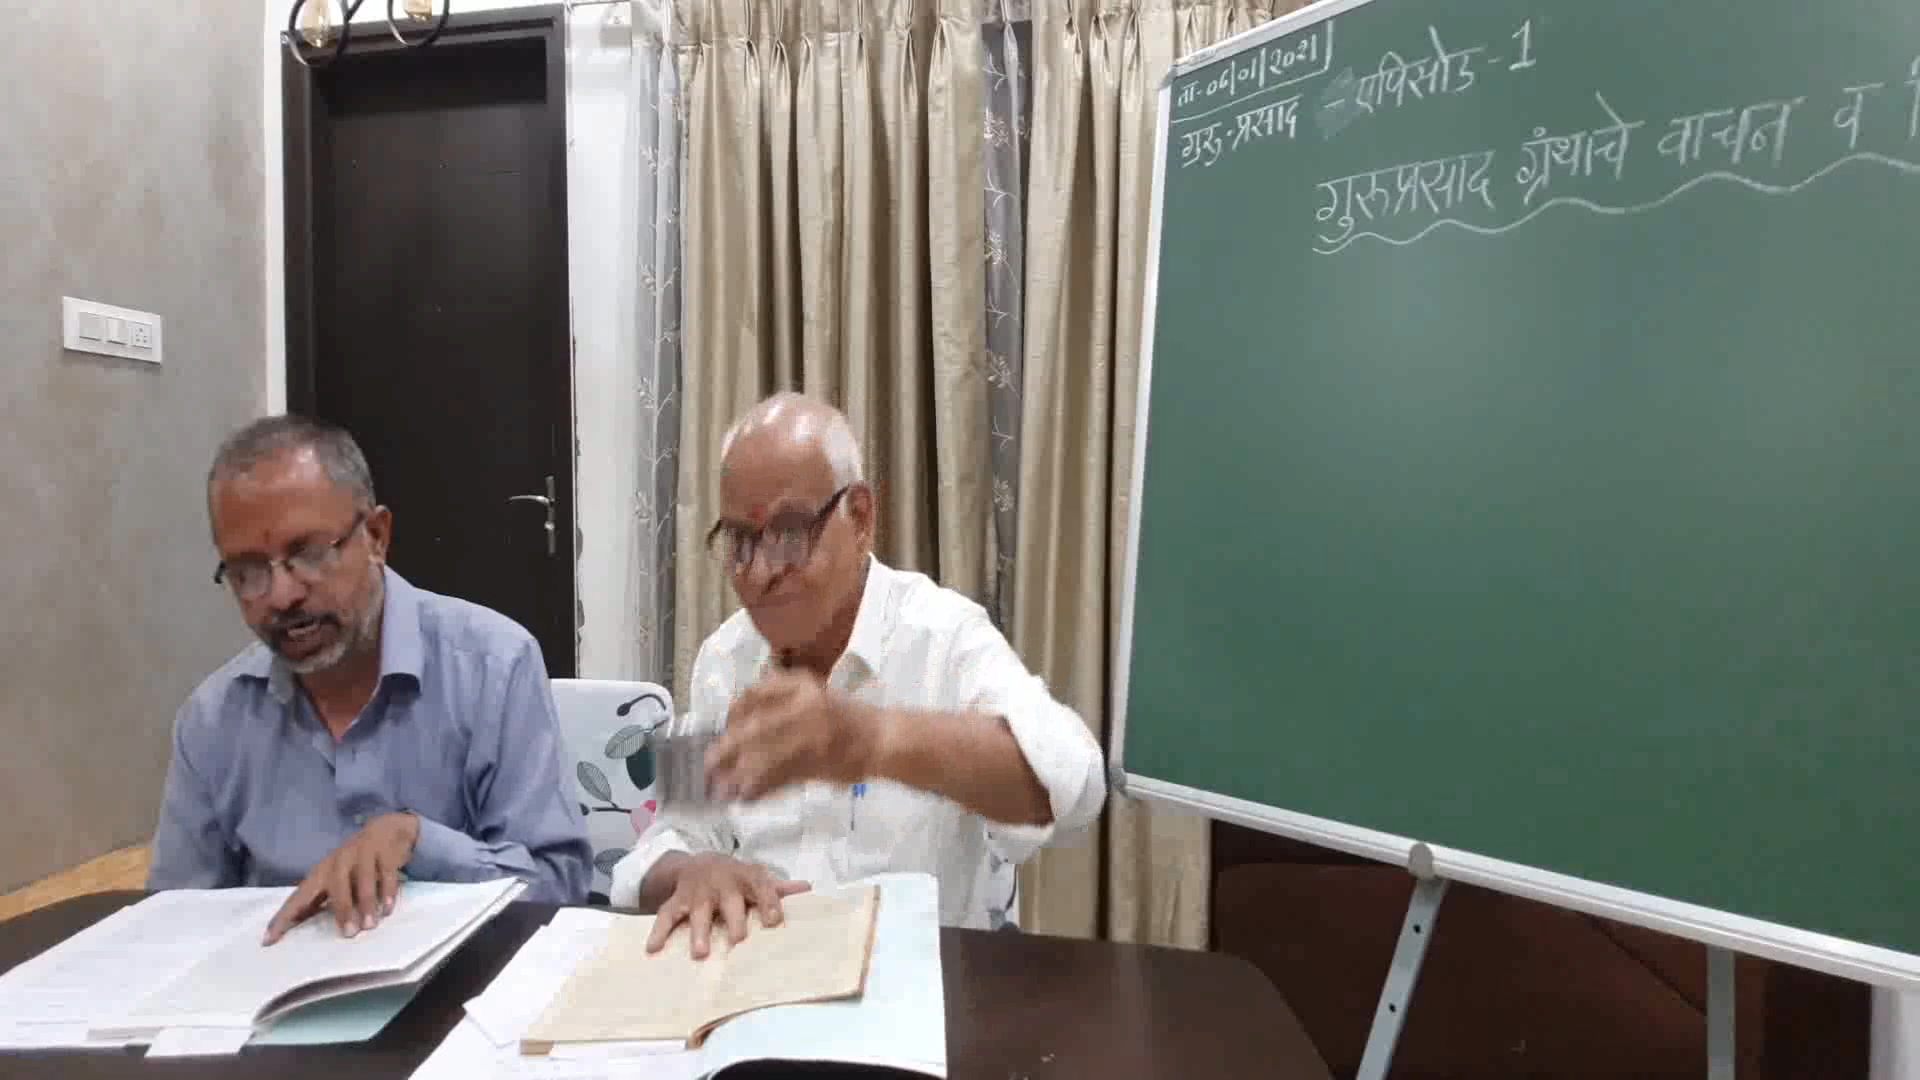 ता-०८|०१|२०२१
गुरु-प्रसाद - एपिसोड - 1
गुरुप्रसाद ग्रंथाचे वाचन व